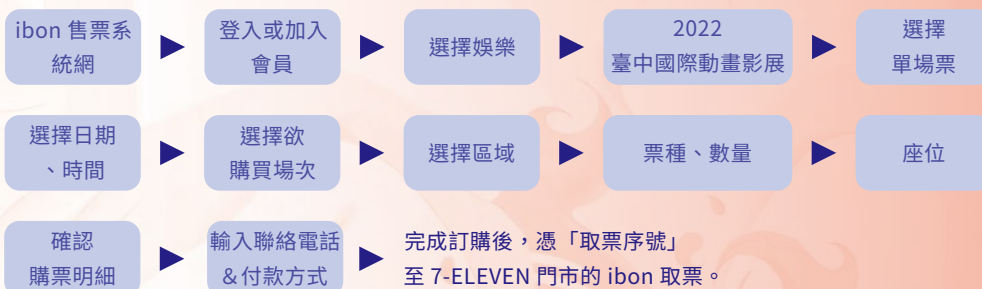 ibon 售票系
統網
登入或加入
會員
選擇娛樂
2022
臺中國際動畫影展
選擇
單場票
選擇日期
、時間
選擇欲
購買場次
選擇區域
票種、數量
座位
確認
購票明細
輸入聯絡電話
&付款方式
完成訂購後，憑「取票序號」
至 7-ELEVEN 門市的 ibon 取票。